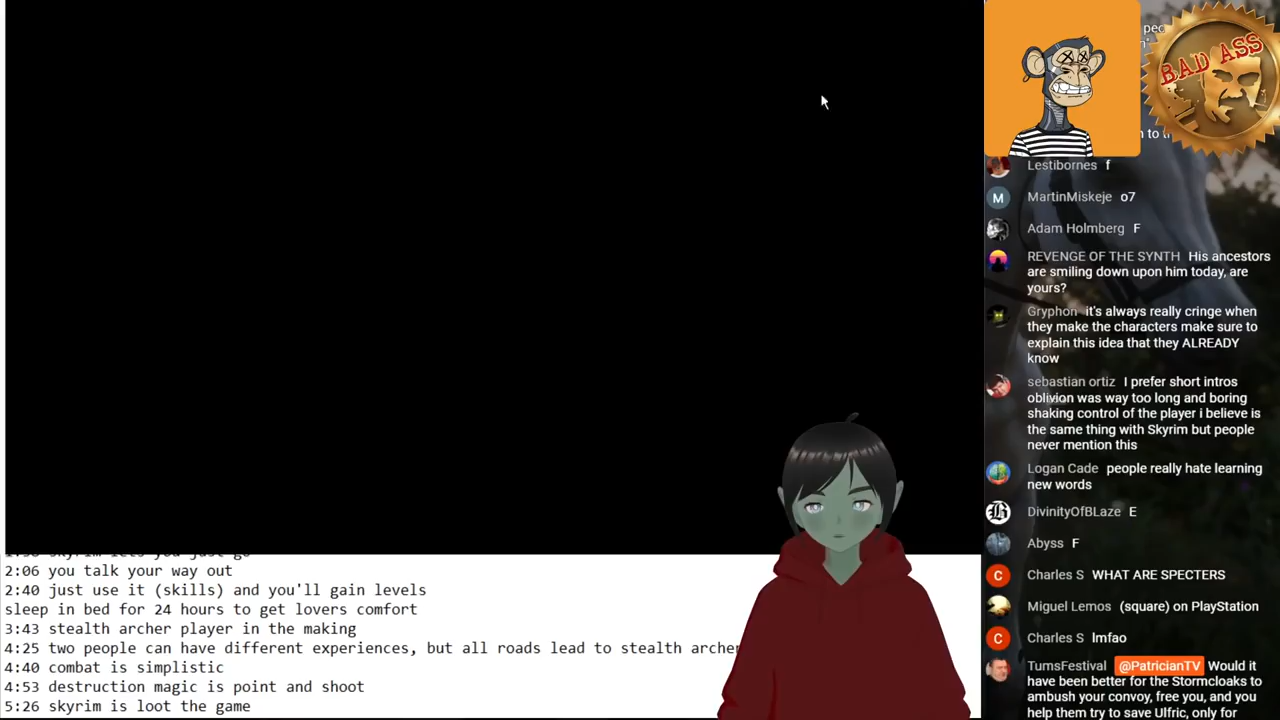 1:58 skyrim lets you just go
2:06 you talk your way out
2:40 just use it (skills) and you'll gain levels
sleep in bed for 24 hours to get lovers comfort
3:43 stealth archer player in the making
4:25 two people can have different experiences, but all roads lead to stealth archer
4:40 combat is simplistic
4:53 destruction magic is point and shoot
5:26 skyrim is loot the game
BAD ASS
Lestibornes f
M MartinMiskeje o7
Adam Holmberg F
REVENGE OF THE SYNTH His ancestors
are smiling down upon him today, are
yours?
Gryphon it's always really cringe when
they make the characters make sure to
explain this idea that they ALREADY
know
sebastian ortiz I prefer short intros
oblivion was way too long and boring
shaking control of the player i believe is
the same thing with Skyrim but people
never mention this
Logan Cade people really hate learning
new words
DivinityOfBLaze E
Abyss F
C Charles S WHAT ARE SPECTERS
Miguel Lemos (square) on PlayStation
C Charles S lmfao
TumsFestival @PatricianTV Would it
have been better for the Stormcloaks to
ambush your convoy, free you, and you
help them try to save Ulfric, only for